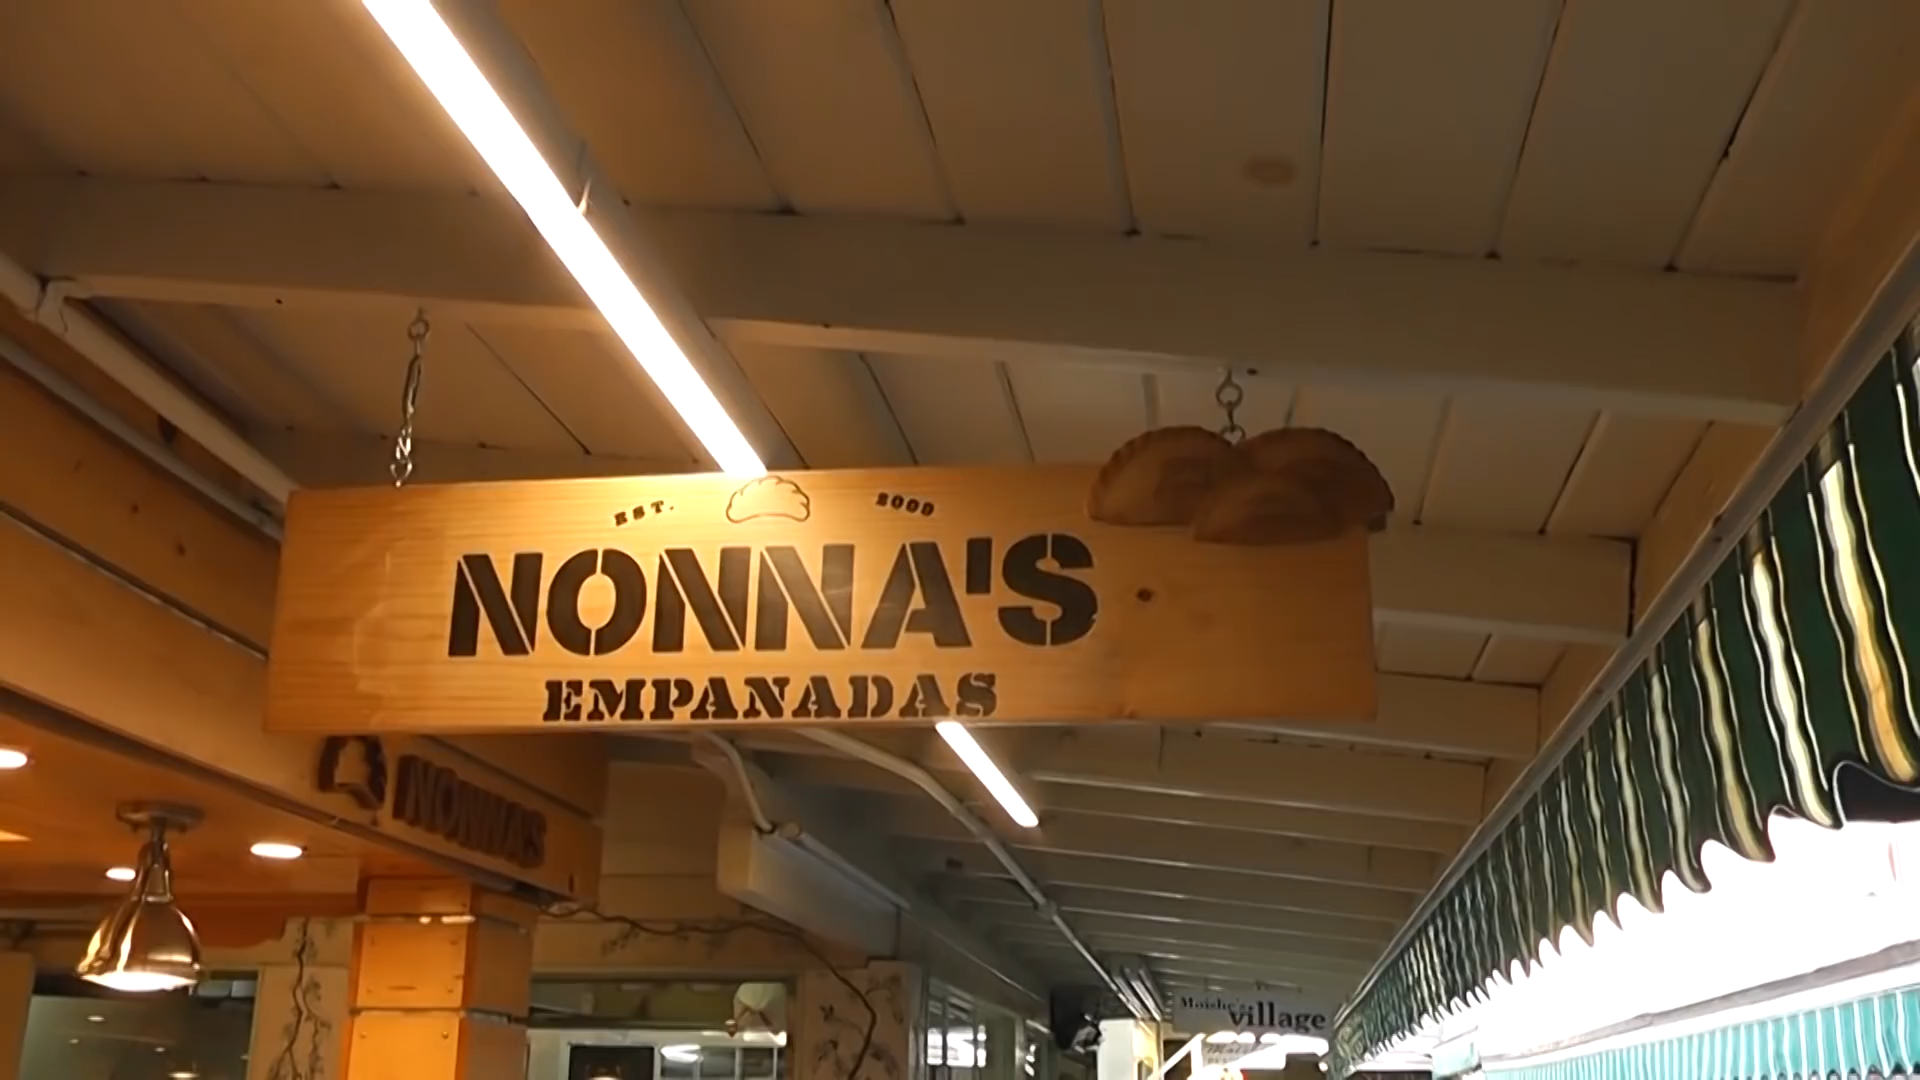 EST. 2000
NONNA'S
EMPANADAS
NONNA'S
Moishe's
village